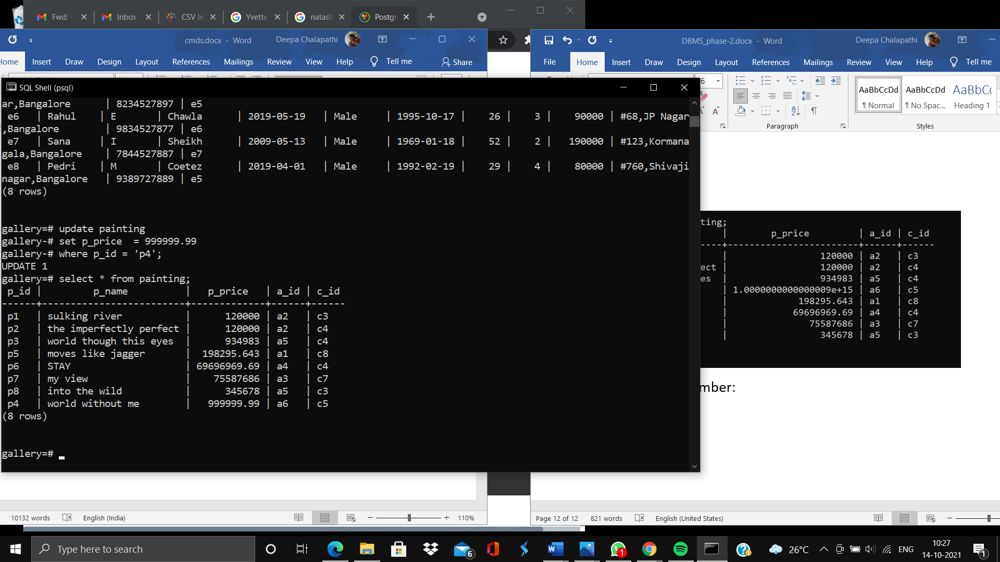 Fwd: -
Inbox
CSV In
Yvette
natash
Postgr
cmds.docx - Word
Deepa Chalapathi
Home Insert Draw Design Layout References Mailings Review View Help Tell me Share
DBMS_phase-2.docx - Word
Deepa Chalapathi
File Home Insert Draw Design Layout References Mailings Review View Help Tell me
AaBbCcDd AaBbCcDd AaBbCc
¶ Normal ¶ No Spac... Heading 1
Paragraph
Styles
SQL Shell (psql)
ar,Bangalore | 8234527897 | e5
e6 | Rahul | E | Chawla | 2019-05-19 | Male | 1995-10-17 | 26 | 3 | 90000 | #68,JP Nagar
,Bangalore | 9834527877 | e6
e7 | Sana | I | Sheikh | 2009-05-13 | Male | 1969-01-18 | 52 | 2 | 190000 | #123,Kormana
gala,Bangalore | 7844527887 | e7
e8 | Pedri | M | Coetez | 2019-04-01 | Male | 1992-02-19 | 29 | 4 | 80000 | #760,Shivaji
nagar,Bangalore | 9389727889 | e5
(8 rows)
gallery=# update painting
gallery-# set p_price  = 999999.99
gallery-# where p_id = 'p4';
UPDATE 1
gallery=# select * from painting;
p_id | p_name | p_price | a_id | c_id
------+-------------------------+-------------+------+------
p1 | sulking river | 120000 | a2 | c3
p2 | the imperfectly perfect | 120000 | a2 | c4
p3 | world though this eyes | 934983 | a5 | c4
p5 | moves like jagger | 198295.643 | a1 | c8
p6 | STAY | 69696969.69 | a4 | c4
p7 | my view | 75587686 | a3 | c7
p8 | into the wild | 345678 | a5 | c3
p4 | world without me | 999999.99 | a6 | c5
(8 rows)
gallery=#
ting;
| p_price | a_id | c_id
----+-----------------------+------+------
| 120000 | a2 | c3
ect | 120000 | a2 | c4
es | 934983 | a5 | c4
| 1.0000000000000009e+15 | a6 | c5
| 198295.643 | a1 | c8
| 69696969.69 | a4 | c4
| 75587686 | a3 | c7
| 345678 | a5 | c3
mber:
10132 words English (India) 110%
Page 12 of 12 821 words English (United States)
Type here to search
6
1
26°C
ENG
10:27
14-10-2021
1